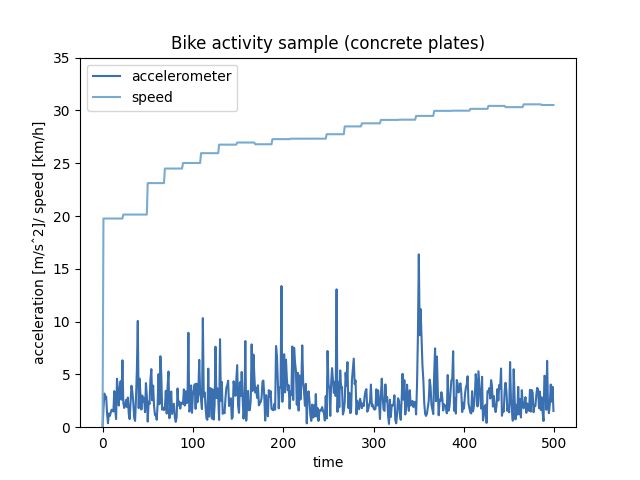 Bike activity sample (concrete plates)
accelerometer
speed
35
30
25
20
15
10
5
0
acceleration [m/sˆ2]/ speed [km/h]
0 100 200 300 400 500
time